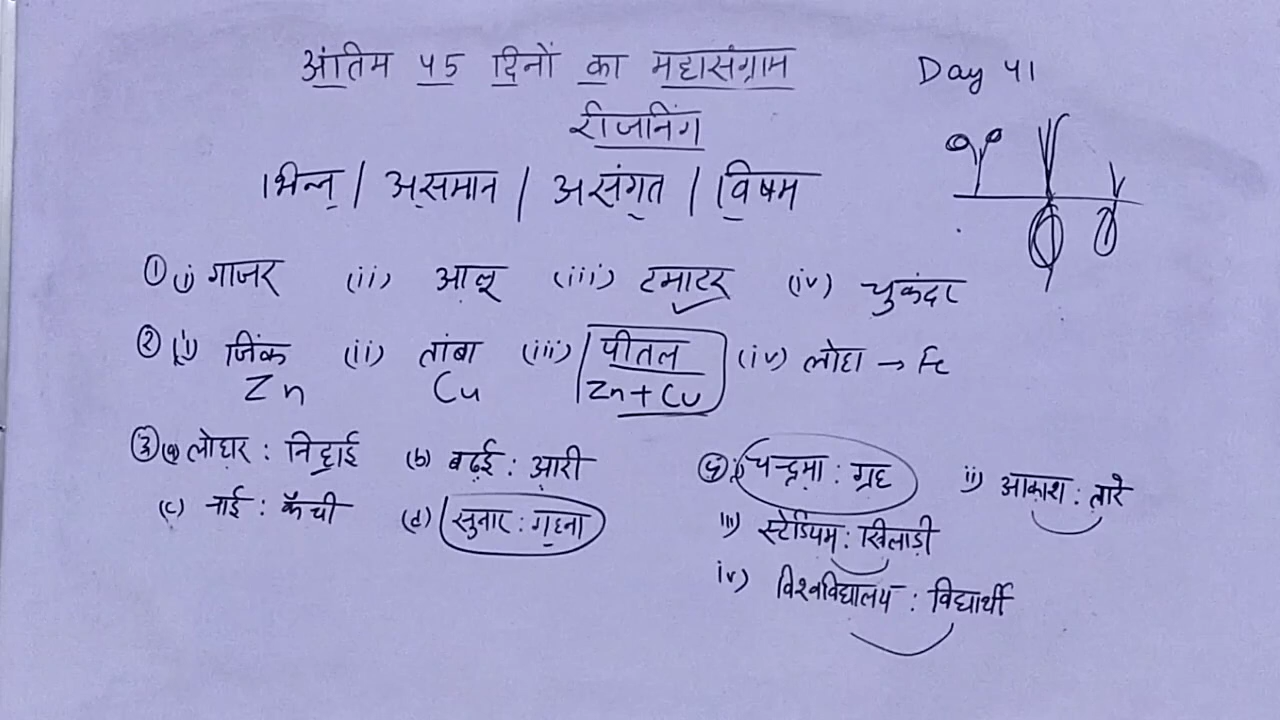 अंतिम 45 दिनों का महासंग्राम Day 41
रीजनिंग
भिन्न् / अ्समान / असंग्त / वि्षम
① (i) गाजर (ii) आलू (iii) टमाटर (iv) चुकंदर
② (i) जिंक (ii) तांबा (iii) पीतल (iv) लोहा → Fe
Zn Cu Zn + Cu
③ (a) लोहार : निहाई (b) बढ़ई : आरी
(c) नाई : कैंची (d) सुनार : गहना
④ i) चन्द्रमा : ग्रह ii) आकाश : तारे
iii) स्टेडियम : खिलाड़ी
iv) विश्वविद्यालय : विद्यार्थी